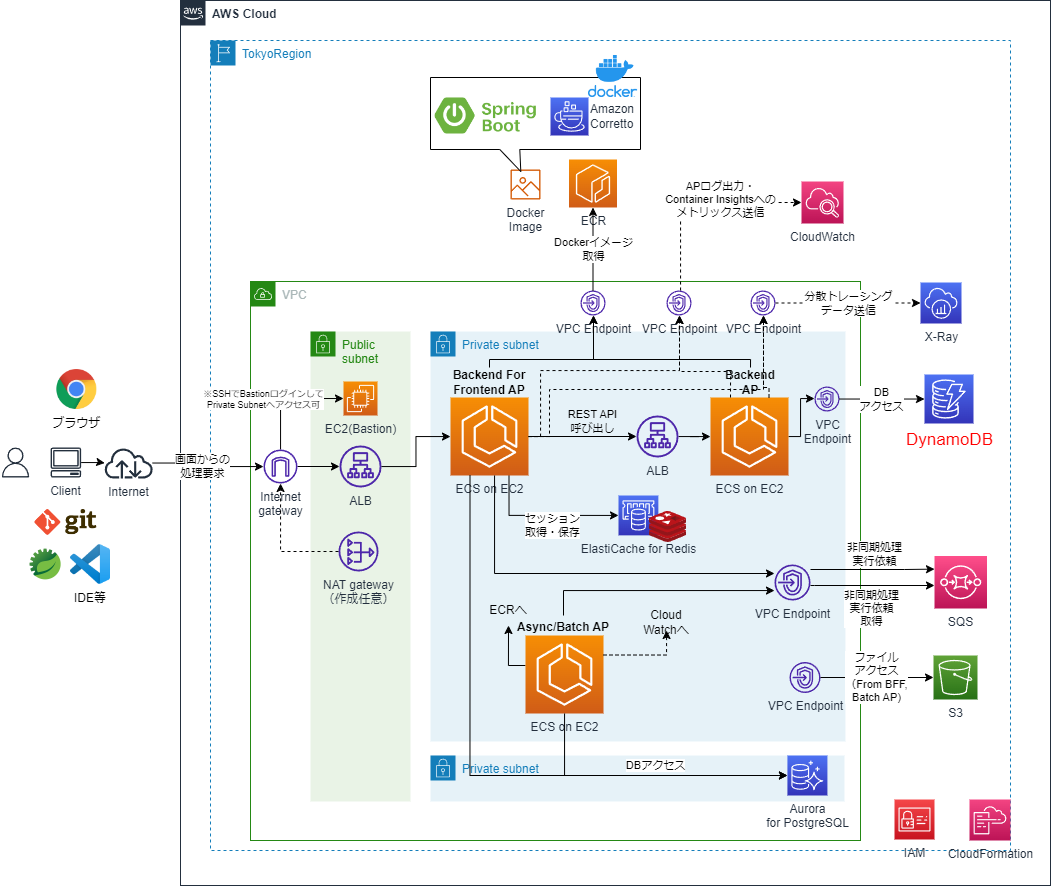 aws
AWS Cloud
TokyoRegion
docker
Spring
Boot
Amazon
Corretto
Docker
Image
ECR
APログ出力・
Container Insightsへの
メトリックス送信
CloudWatch
Dockerイメージ
取得
VPC
VPC Endpoint
VPC Endpoint
VPC Endpoint
分散トレーシング
データ送信
X-Ray
Public
subnet
Private subnet
Backend For
Frontend AP
Backend
AP
※SSHでBastionログインして
Private Subnetへアクセス可
EC2(Bastion)
ブラウザ
REST API
呼び出し
VPC
Endpoint
DB
アクセス
DynamoDB
画面からの
処理要求
Client
Internet
Internet
gateway
ALB
ECS on EC2
ALB
ECS on EC2
git
セッション
取得・保存
ElastiCache for Redis
NAT gateway
（作成任意）
IDE等
非同期処理
実行依頼
VPC Endpoint
非同期処理
実行依頼
取得
SQS
ECRへ
Async/Batch AP
Cloud
Watchへ
ECS on EC2
VPC Endpoint
ファイル
アクセス
(From BFF,
Batch AP)
S3
Private subnet
DBアクセス
Aurora
for PostgreSQL
IAM
CloudFormation